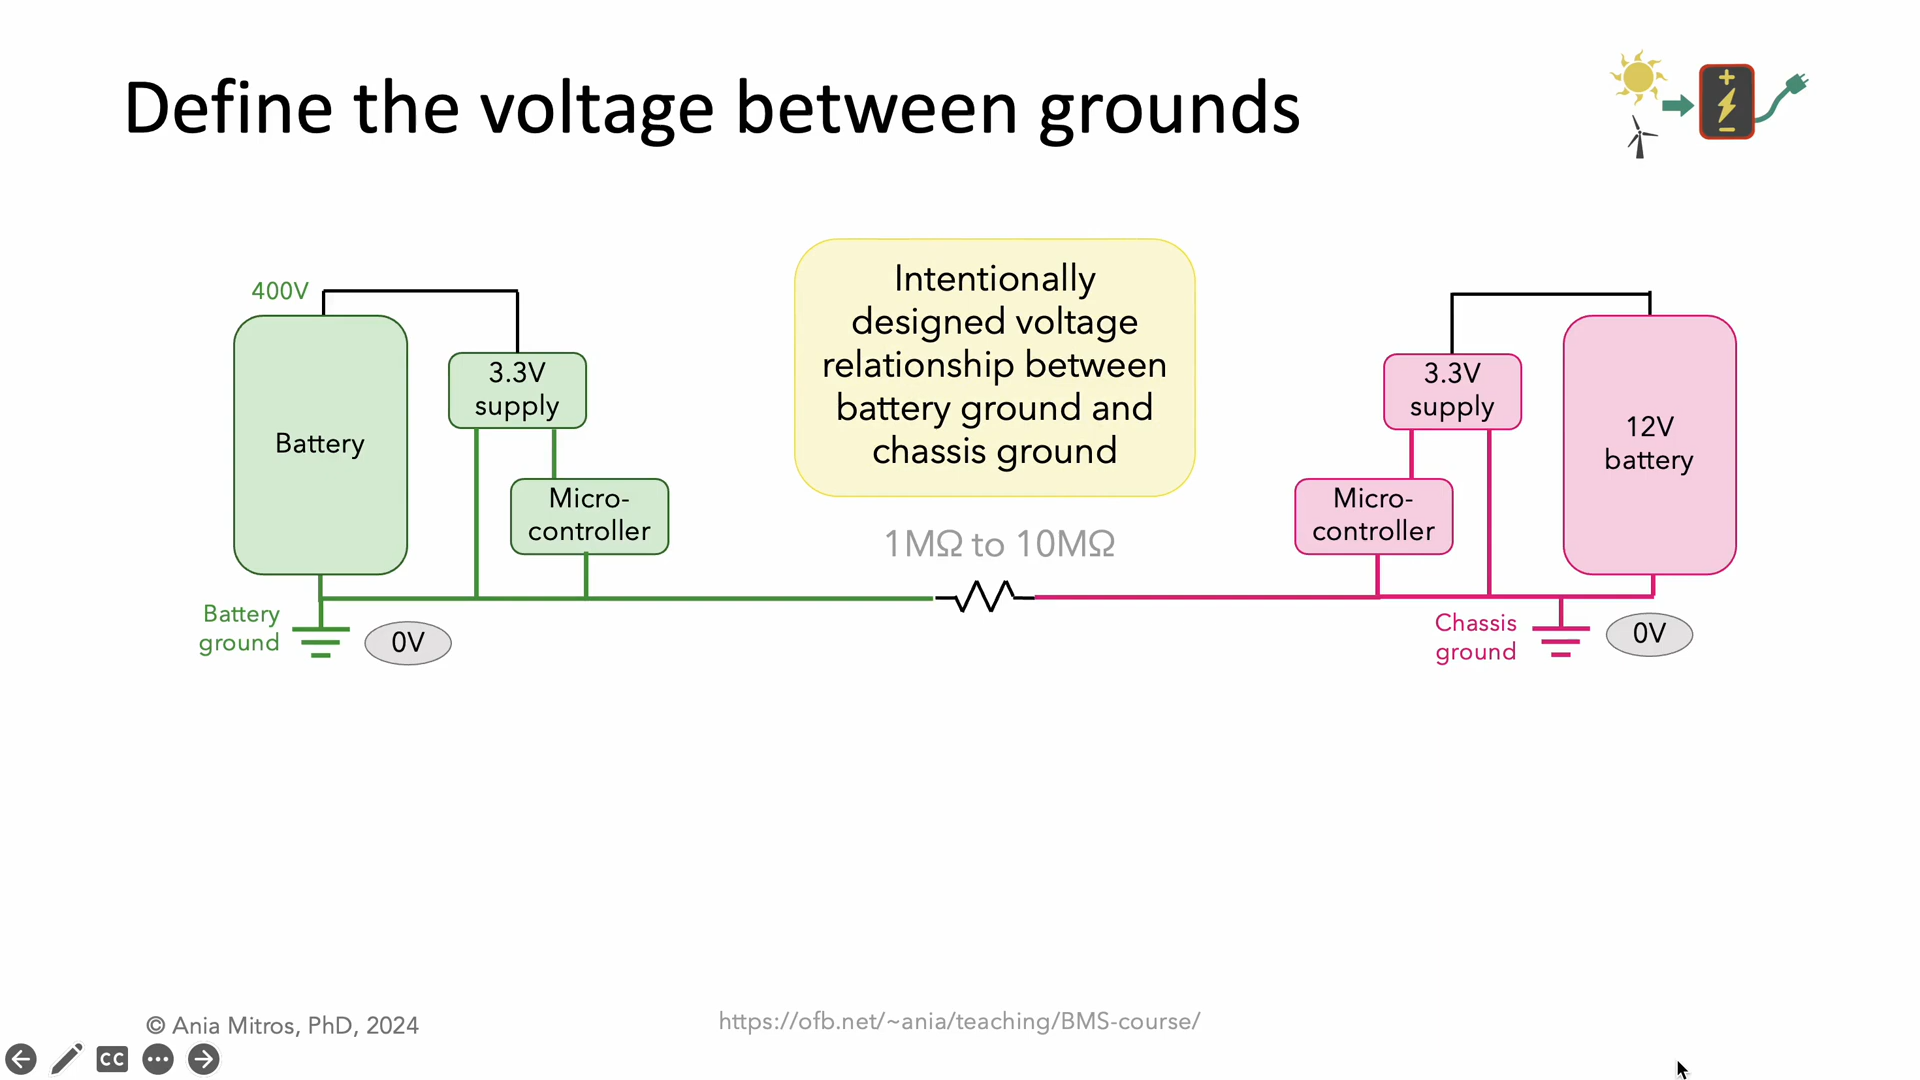 Define the voltage between grounds
400V
Battery
3.3V
supply
Micro-
controller
Battery
ground
0V
Intentionally
designed voltage
relationship between
battery ground and
chassis ground
1MΩ to 10MΩ
3.3V
supply
Micro-
controller
12V
battery
Chassis
ground
0V
© Ania Mitros, PhD, 2024
https://ofb.net/~ania/teaching/BMS-course/
CC